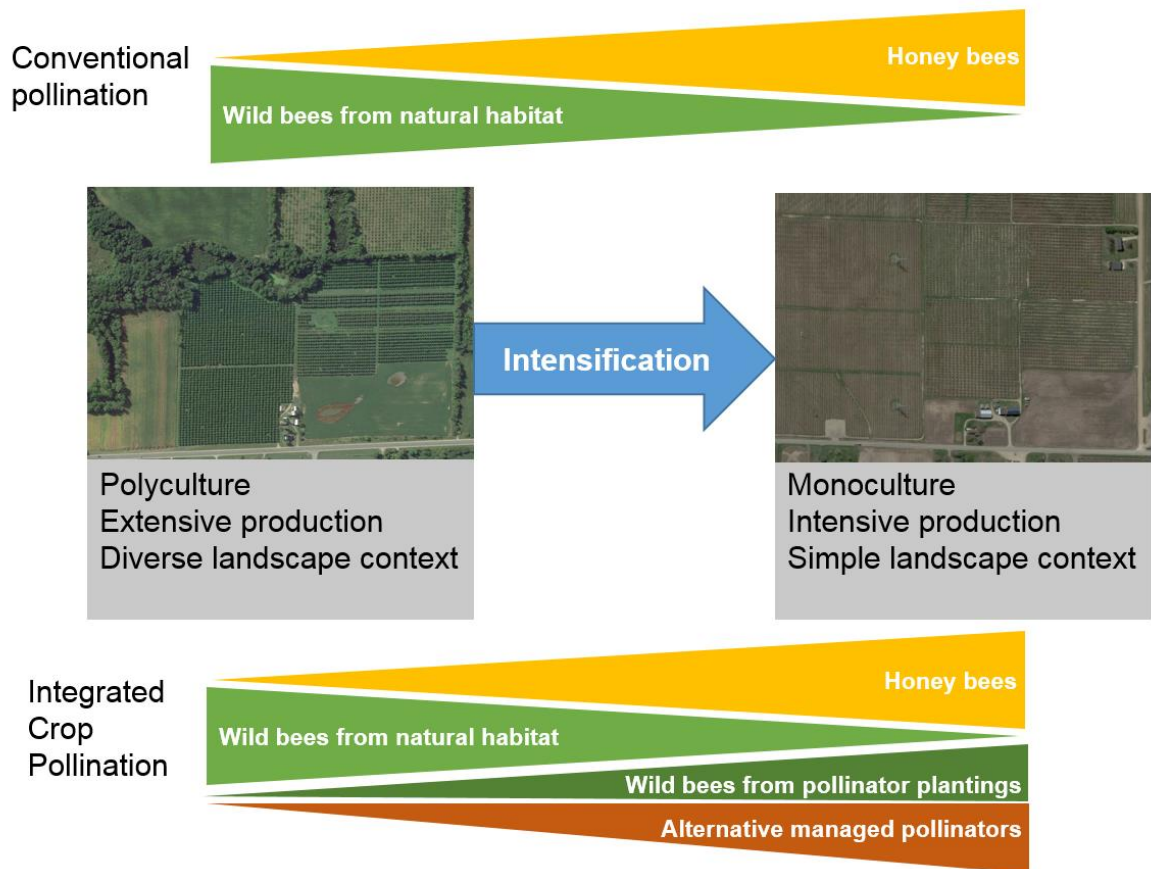 Conventional
pollination
Honey bees
Wild bees from natural habitat
Intensification
Polyculture
Extensive production
Diverse landscape context
Monoculture
Intensive production
Simple landscape context
Integrated
Crop
Pollination
Honey bees
Wild bees from natural habitat
Wild bees from pollinator plantings
Alternative managed pollinators